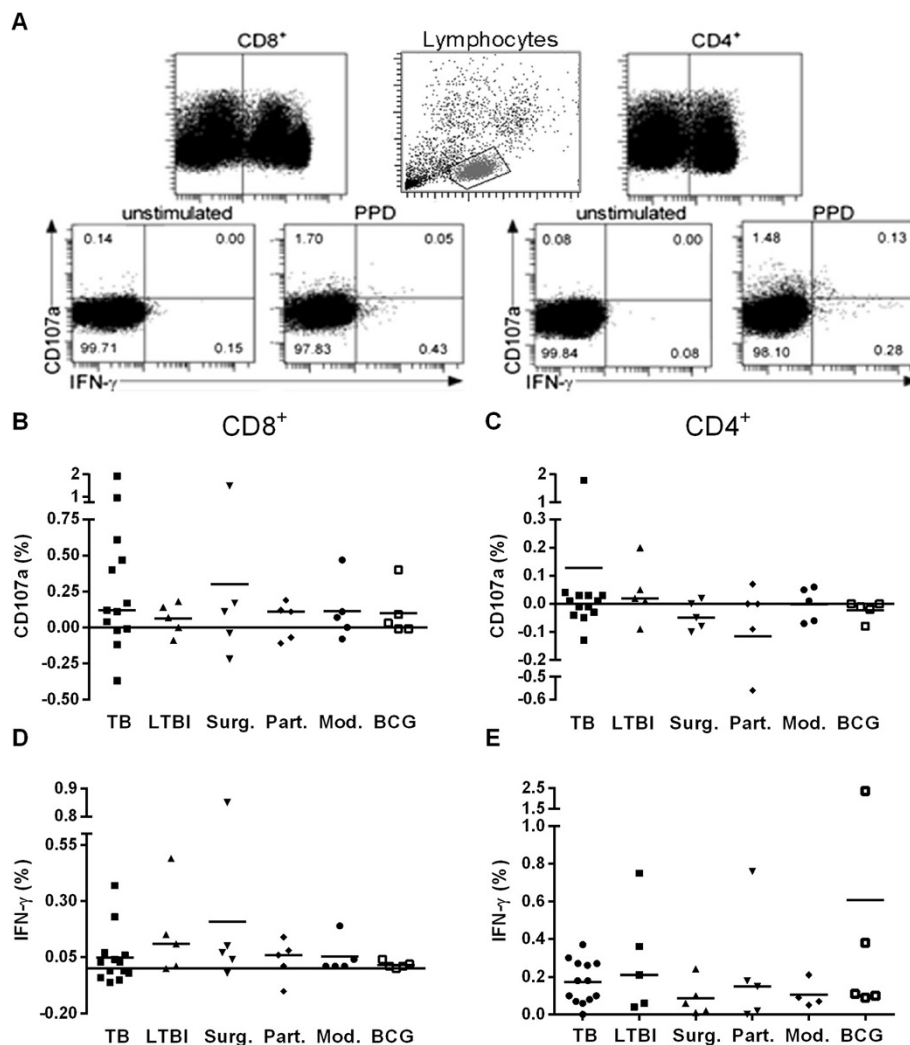 A
CD8+
Lymphocytes
CD4+
unstimulated
PPD
unstimulated
PPD
0.14
0.00
1.70
0.05
0.08
0.00
1.48
0.13
CD107a
CD107a
99.71
0.15
97.83
0.43
99.84
0.08
98.10
0.28
IFN-γ
IFN-γ
B
CD8+
C
CD4+
2
1
0.75
0.50
0.25
0.00
-0.25
-0.50
CD107a (%)
TB LTBI Surg. Part. Mod. BCG
2
1
0.3
0.2
0.1
0.0
-0.1
-0.2
-0.5
-0.6
CD107a (%)
TB LTBI Surg. Part. Mod. BCG
D
0.9
0.8
0.55
0.30
0.05
-0.20
IFN-γ (%)
TB LTBI Surg. Part. Mod. BCG
E
2.5
1.5
1.0
0.8
0.6
0.4
0.2
0.0
IFN-γ (%)
TB LTBI Surg. Part. Mod. BCG